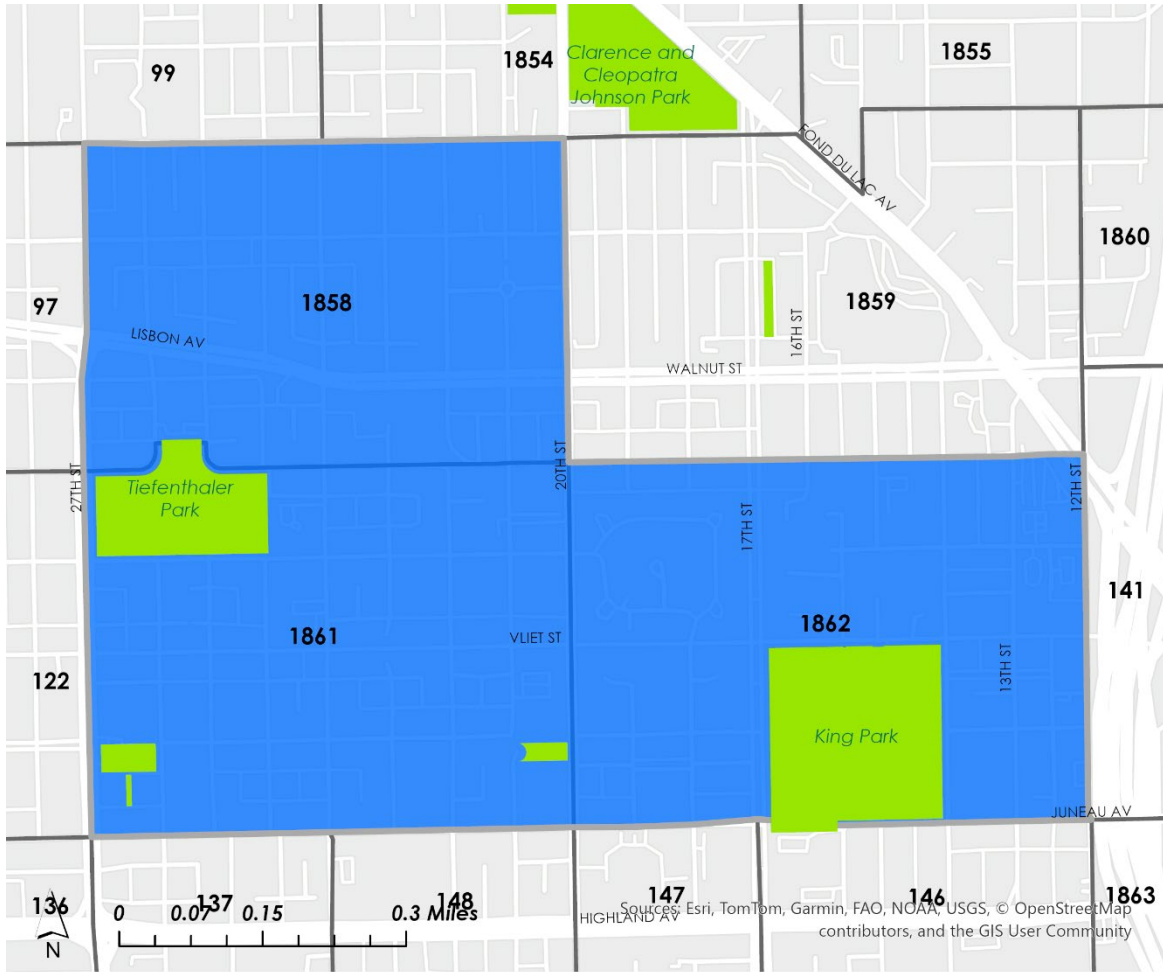 99
1854
Clarence and
Cleopatra
Johnson Park
1855
FOND DU LAC AV
1860
97
1858
1859
16TH ST
LISBON AV
WALNUT ST
27TH ST
20TH ST
12TH ST
Tiefenthaler
Park
17TH ST
141
1861
VLIET ST
1862
13TH ST
122
King Park
JUNEAU AV
136
137
148
147
146
1863
0 0.07 0.15 0.3 Miles
HIGHLAND AV
N
Sources: Esri, TomTom, Garmin, FAO, NOAA, USGS, © OpenStreetMap
contributors, and the GIS User Community